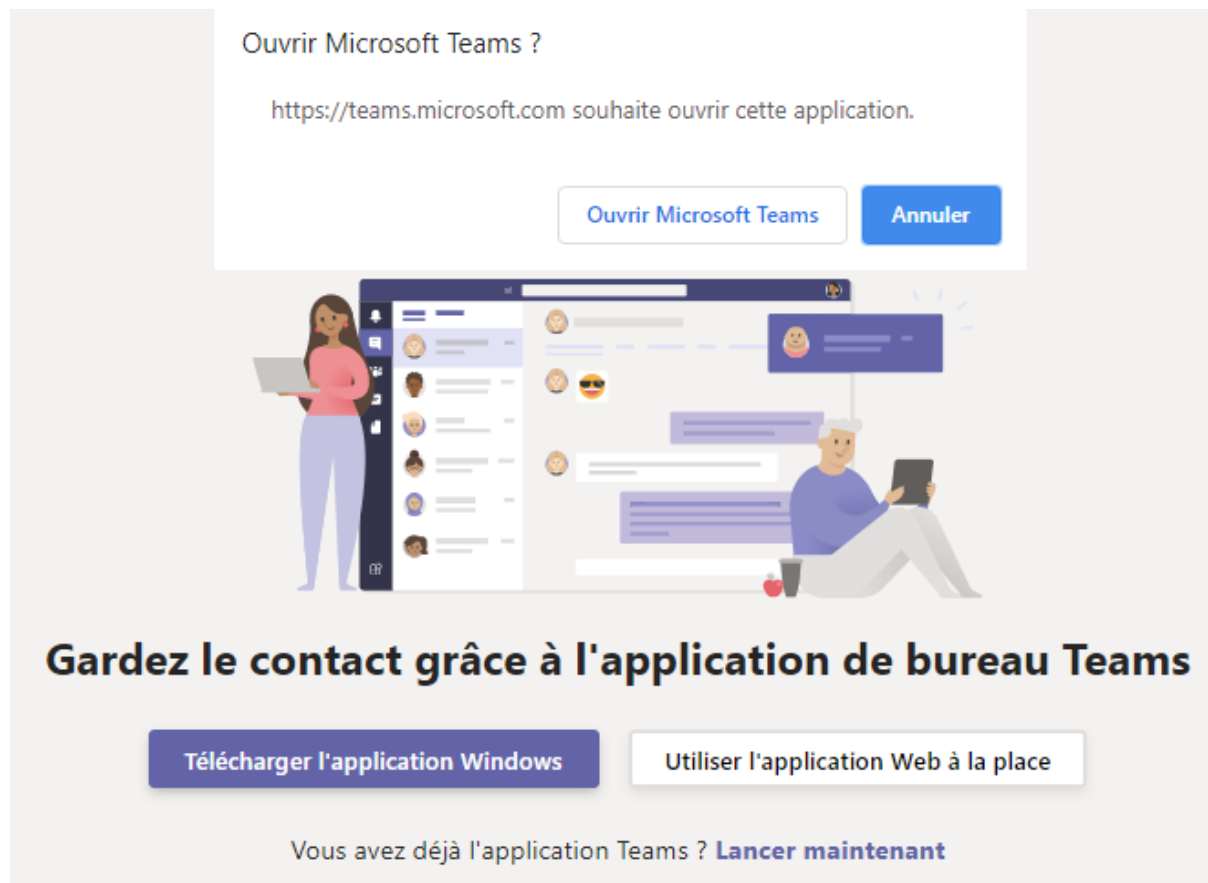 Ouvrir Microsoft Teams ?
https://teams.microsoft.com souhaite ouvrir cette application.
Ouvrir Microsoft Teams
Annuler
Gardez le contact grâce à l'application de bureau Teams
Télécharger l'application Windows
Utiliser l'application Web à la place
Vous avez déjà l'application Teams ? Lancer maintenant